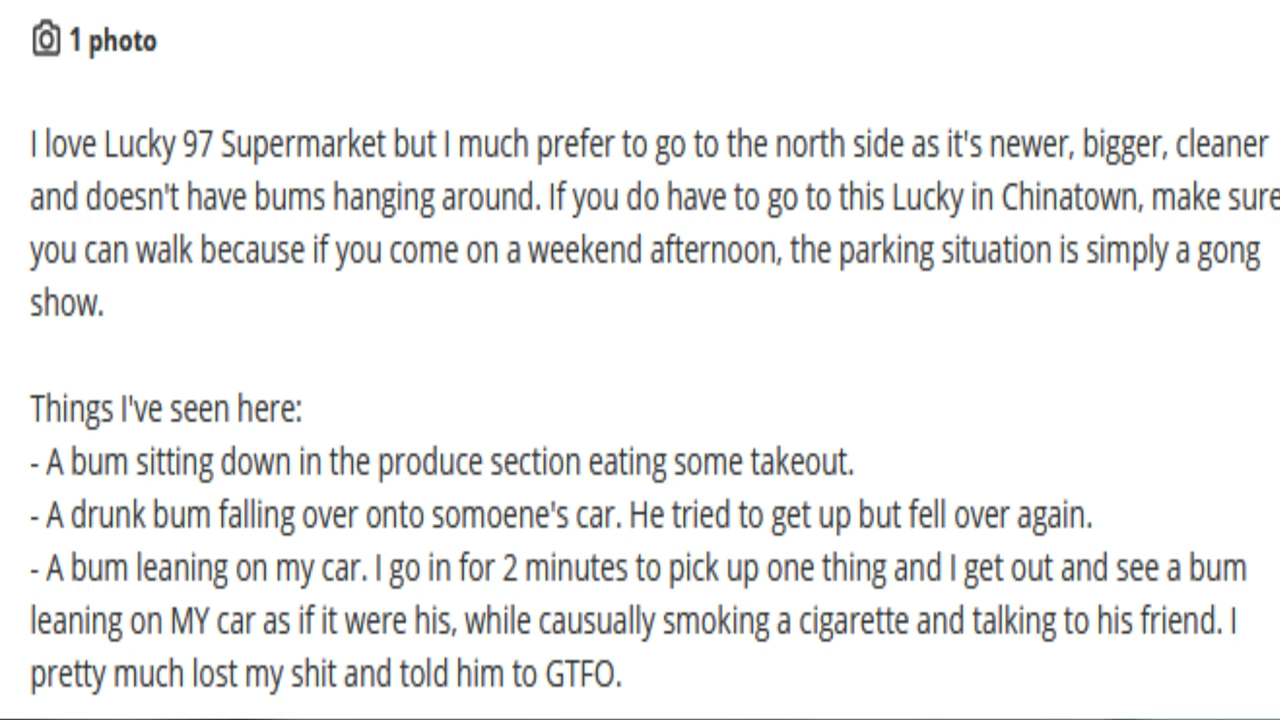 1 photo
I love Lucky 97 Supermarket but I much prefer to go to the north side as it's newer, bigger, cleaner
and doesn't have bums hanging around. If you do have to go to this Lucky in Chinatown, make sure
you can walk because if you come on a weekend afternoon, the parking situation is simply a gong
show.
Things I've seen here:
- A bum sitting down in the produce section eating some takeout.
- A drunk bum falling over onto somoene's car. He tried to get up but fell over again.
- A bum leaning on my car. I go in for 2 minutes to pick up one thing and I get out and see a bum
leaning on MY car as if it were his, while causually smoking a cigarette and talking to his friend. I
pretty much lost my shit and told him to GTFO.